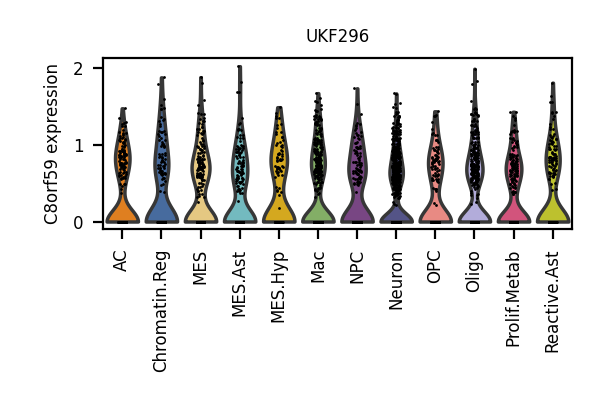 UKF296
C8orf59 expression
2
1
0
AC
Chromatin.Reg
MES
MES.Ast
MES.Hyp
Mac
NPC
Neuron
OPC
Oligo
Prolif.Metab
Reactive.Ast